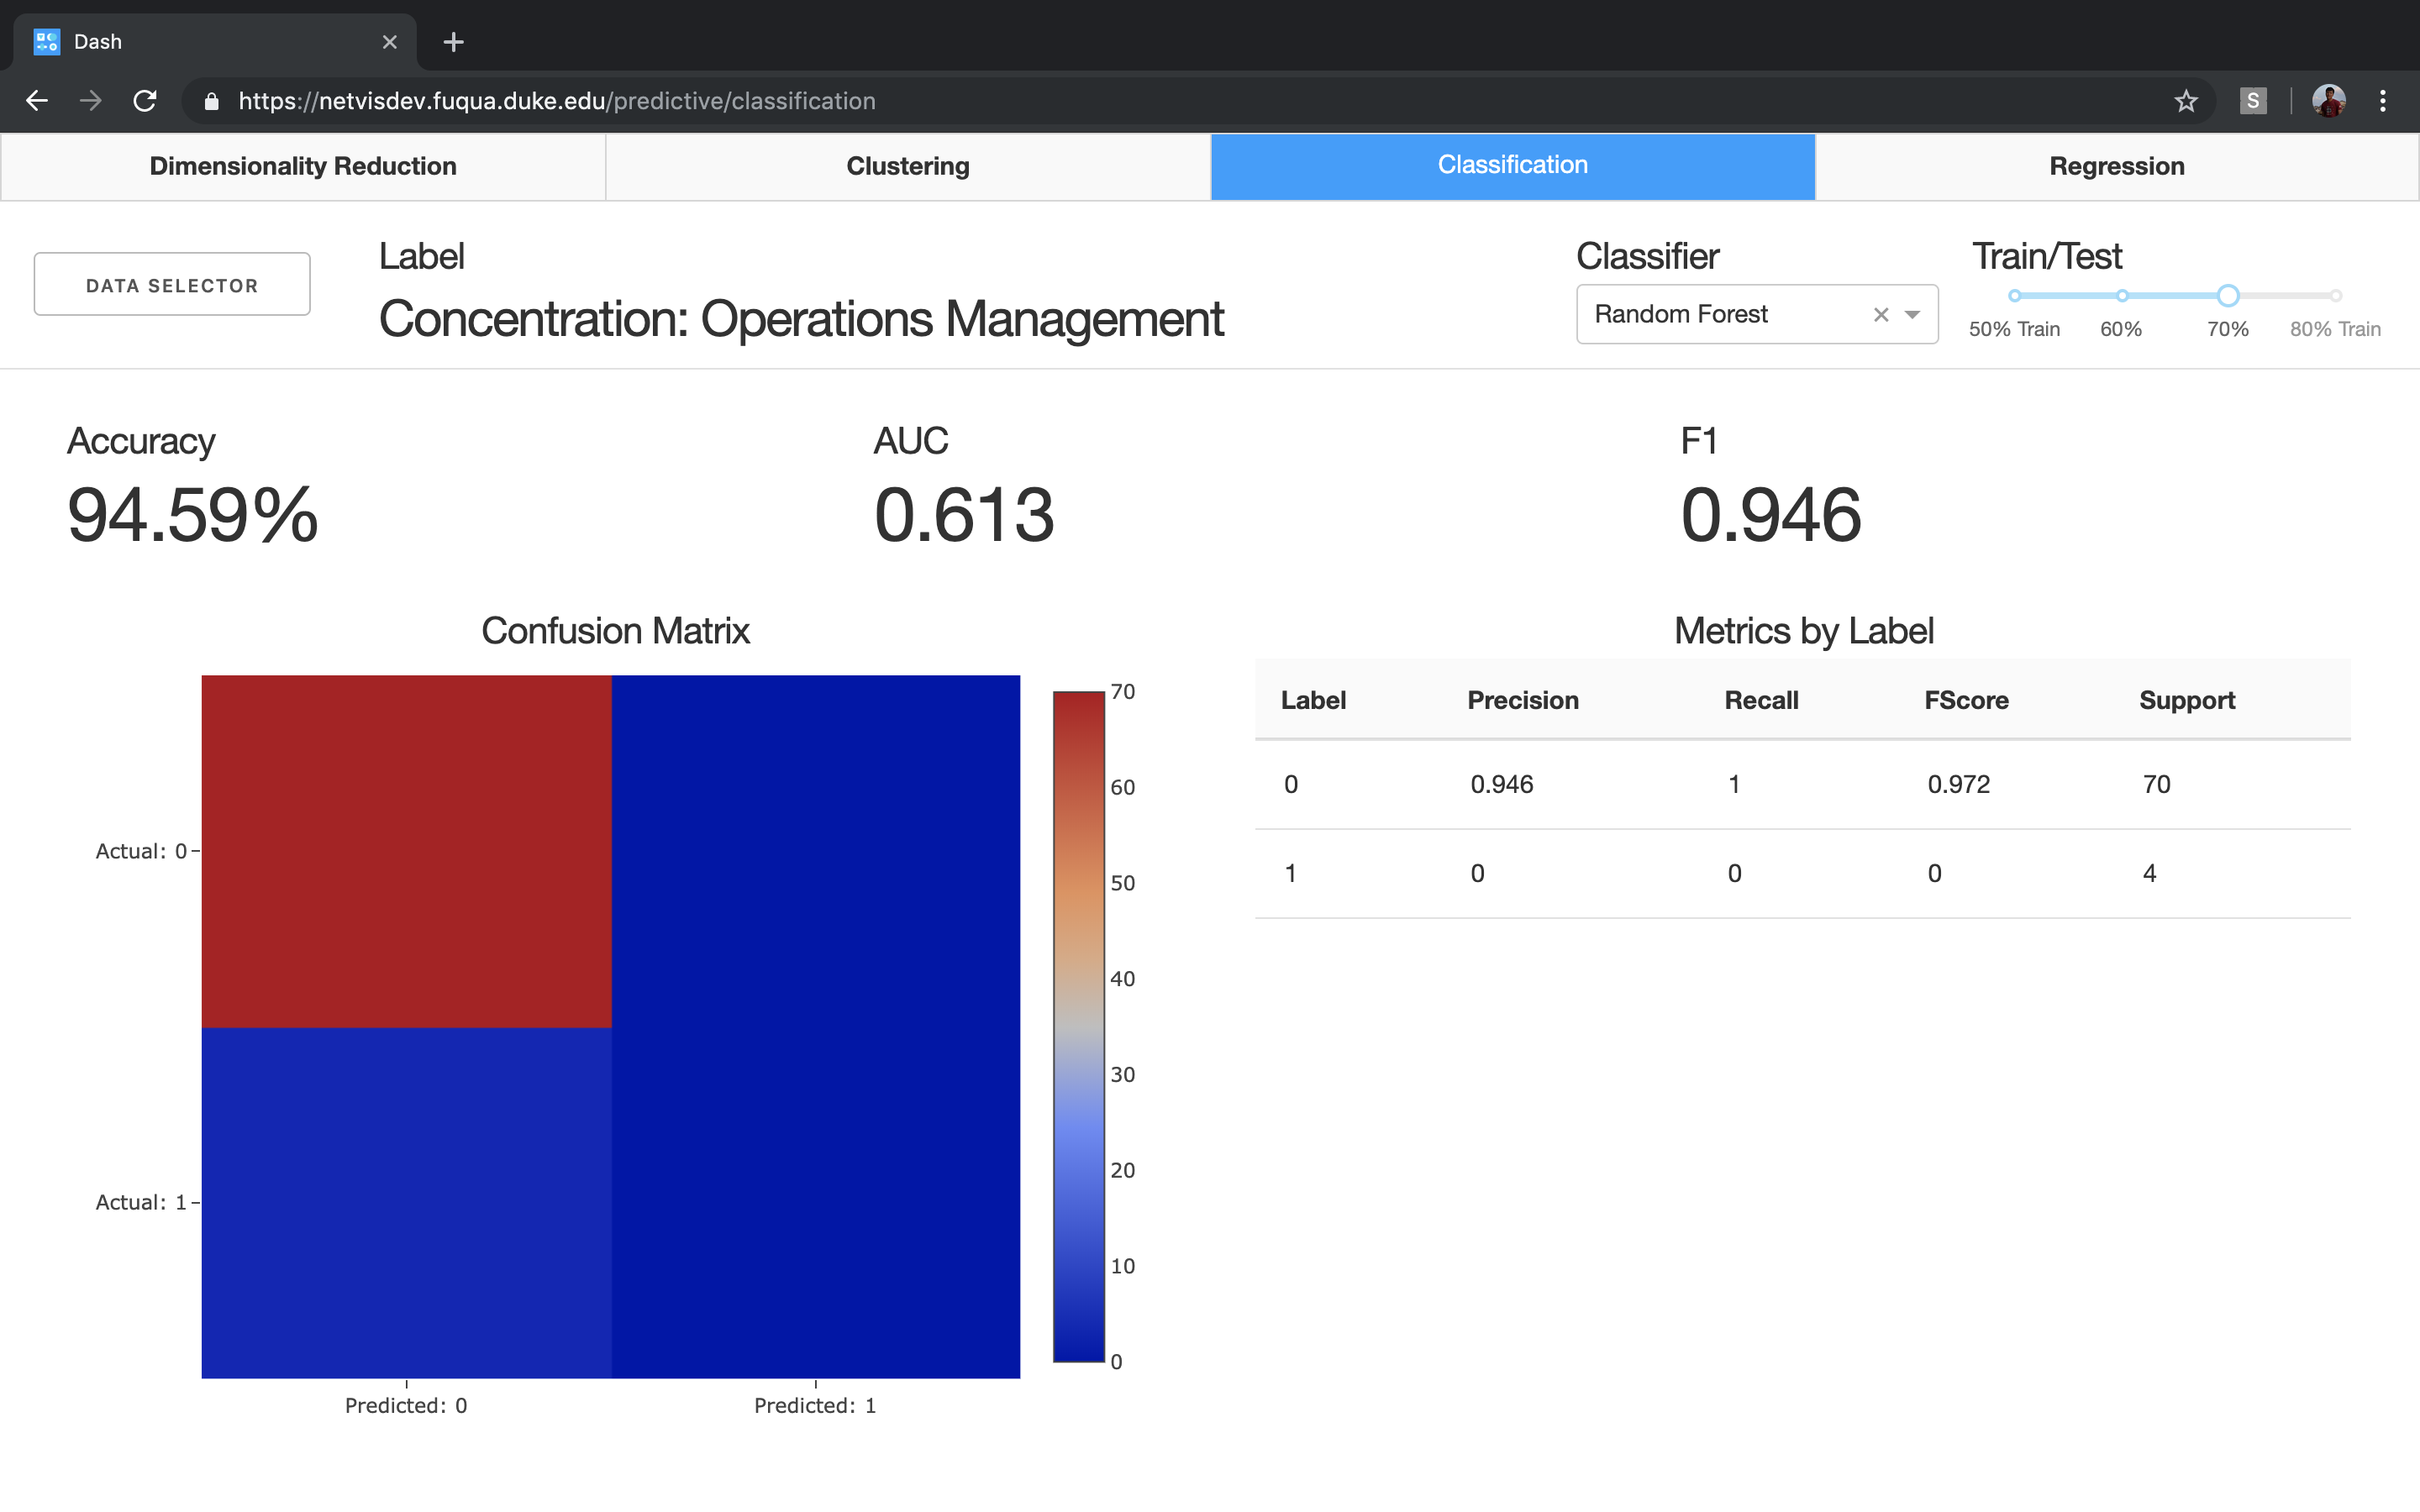 Dash
https://netvisdev.fuqua.duke.edu/predictive/classification
S
Dimensionality Reduction Clustering Classification Regression
DATA SELECTOR
Label
Concentration: Operations Management
Classifier
Random Forest
Train/Test
50% Train 60% 70% 80% Train
Accuracy
94.59%
AUC
0.613
F1
0.946
Confusion Matrix
Actual: 0
Actual: 1
Predicted: 0 Predicted: 1
70
60
50
40
30
20
10
0
Metrics by Label
Label Precision Recall FScore Support
0 0.946 1 0.972 70
1 0 0 0 4